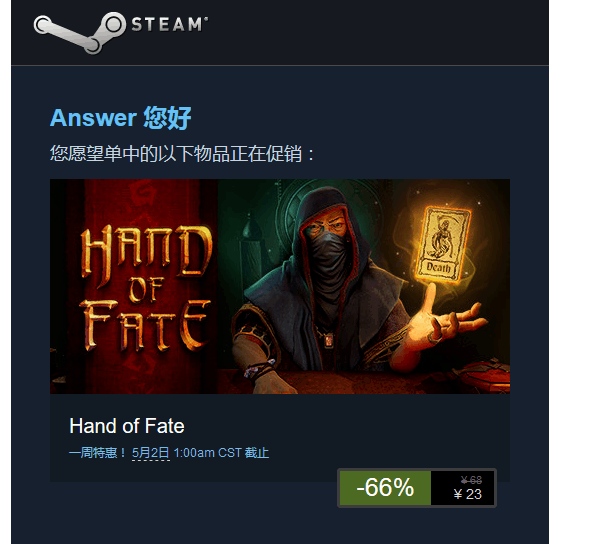 STEAM
Answer 您好
您愿望单中的以下物品正在促销：
HAND
OF
FATE
Death
Hand of Fate
一周特惠！ 5月2日 1:00am CST 截止
-66%
¥ 68
¥ 23